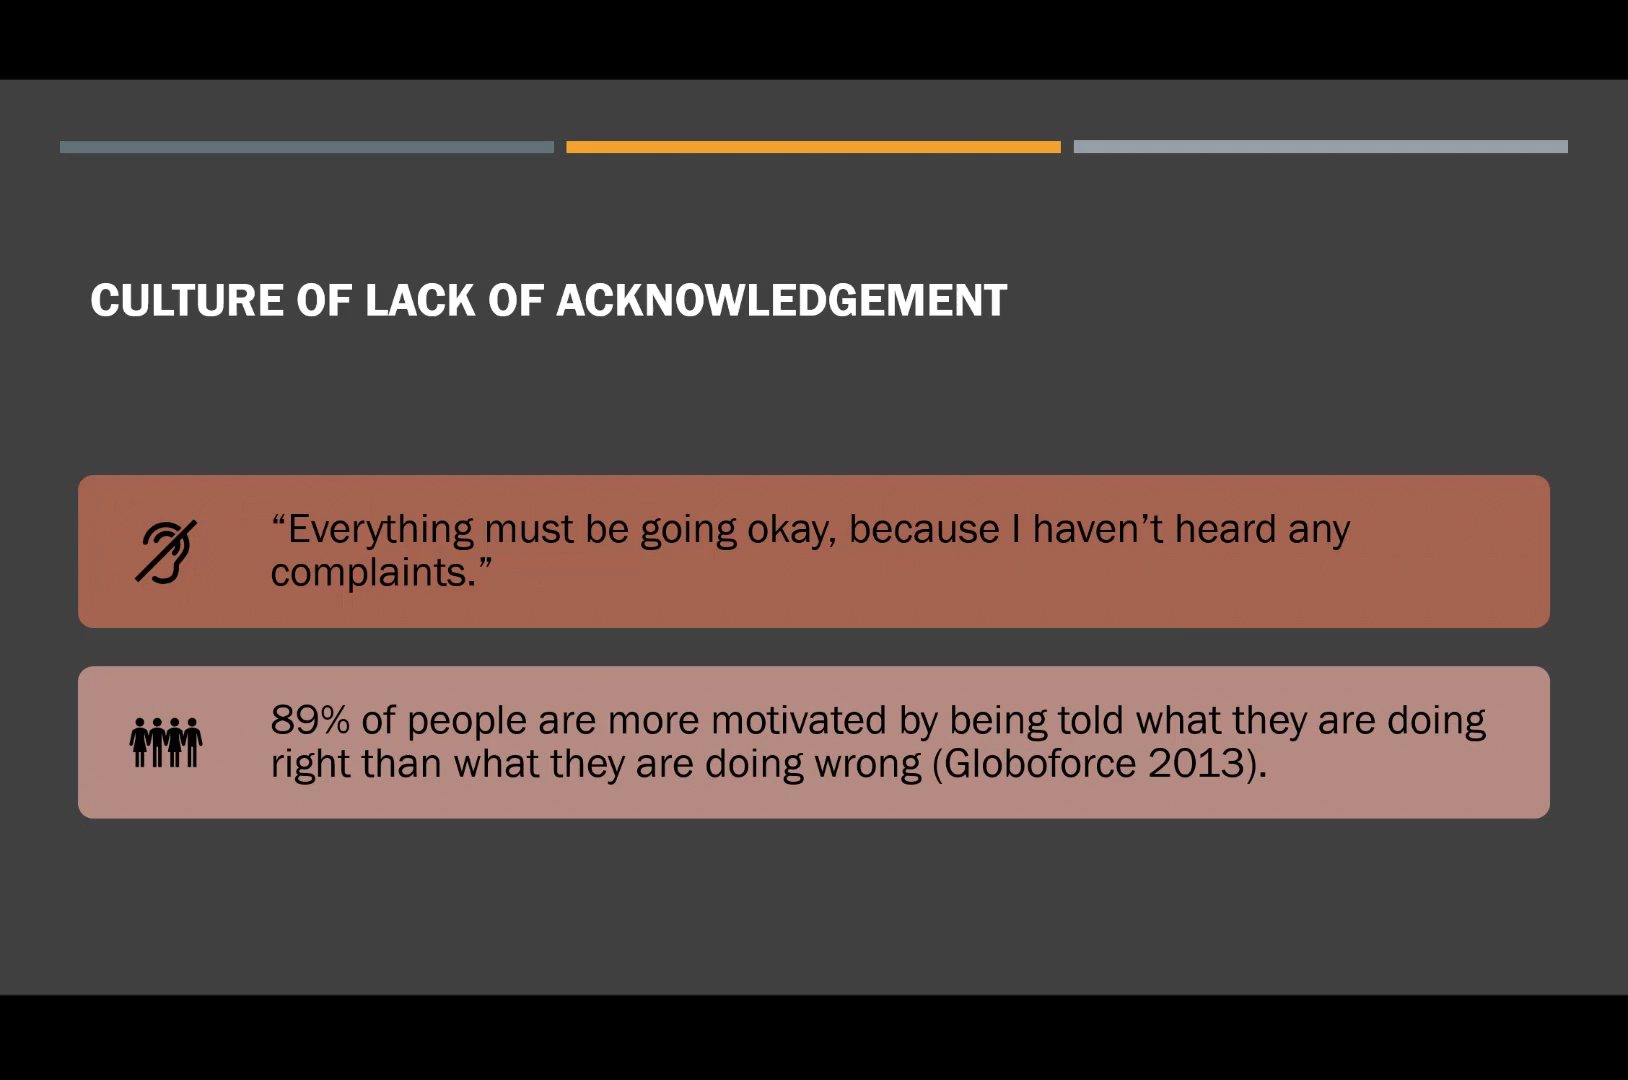 CULTURE OF LACK OF ACKNOWLEDGEMENT
“Everything must be going okay, because I haven’t heard any
complaints.”
89% of people are more motivated by being told what they are doing
right than what they are doing wrong (Globoforce 2013).